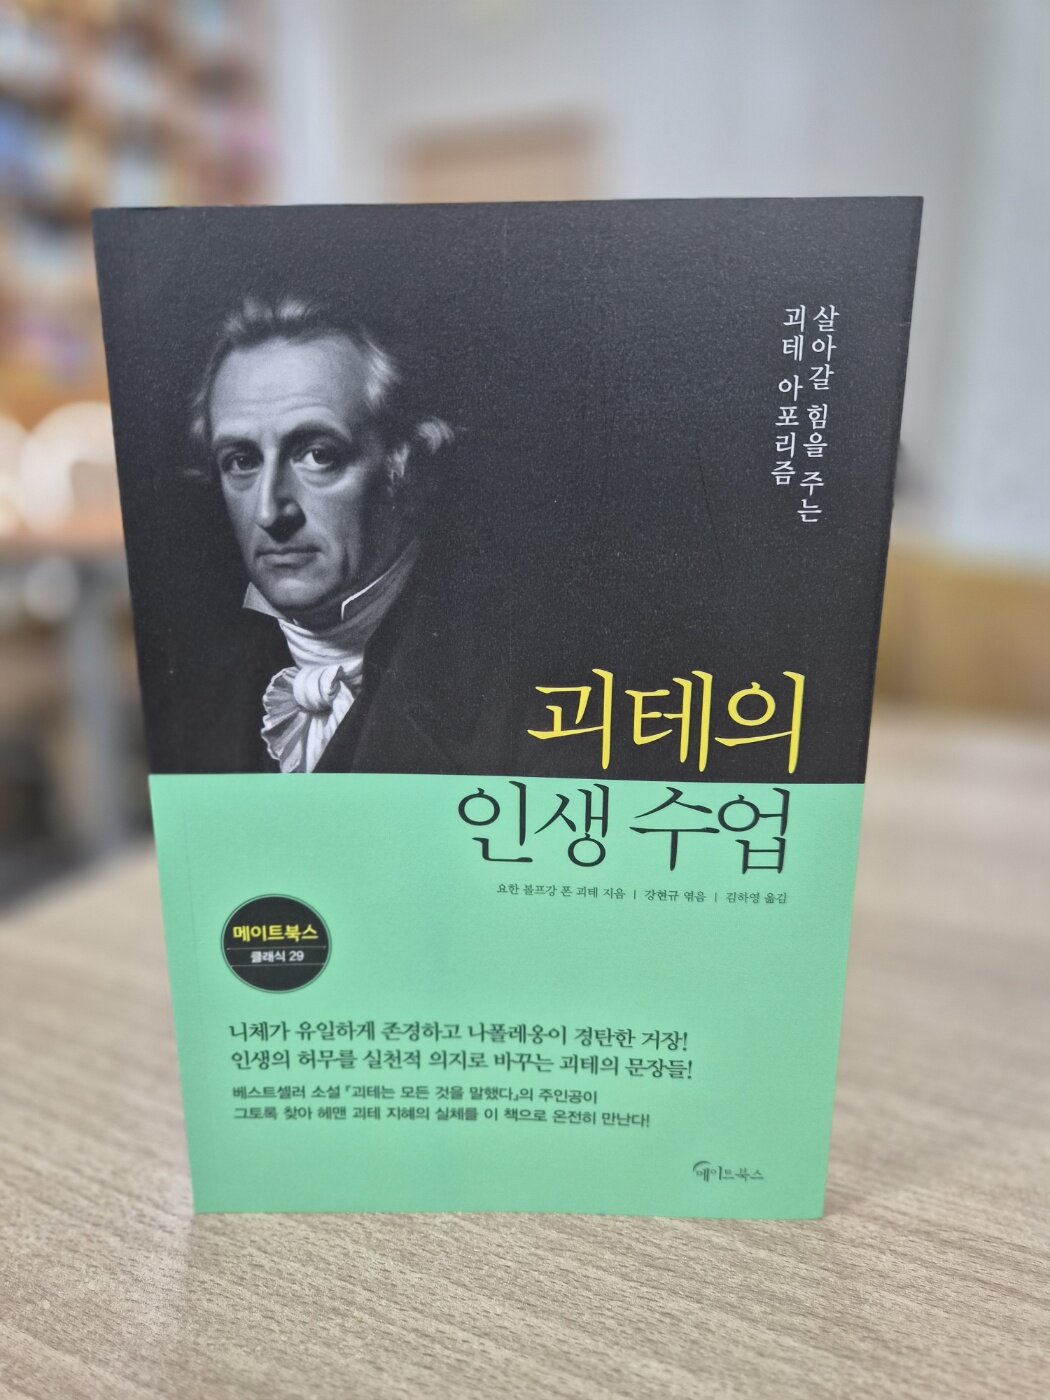 살아갈 힘을 주는
괴테 아포리즘
괴테의
인생 수업
요한 볼프강 폰 괴테 지음 | 강현규 엮음 | 김하영 옮김
메이트북스
클래식 29
니체가 유일하게 존경하고 나폴레옹이 경탄한 거장!
인생의 허무를 실천적 의지로 바꾸는 괴테의 문장들!
베스트셀러 소설 『괴테는 모든 것을 말했다』의 주인공이
그토록 찾아 헤맨 괴테 지혜의 실체를 이 책으로 온전히 만난다!
메이트북스